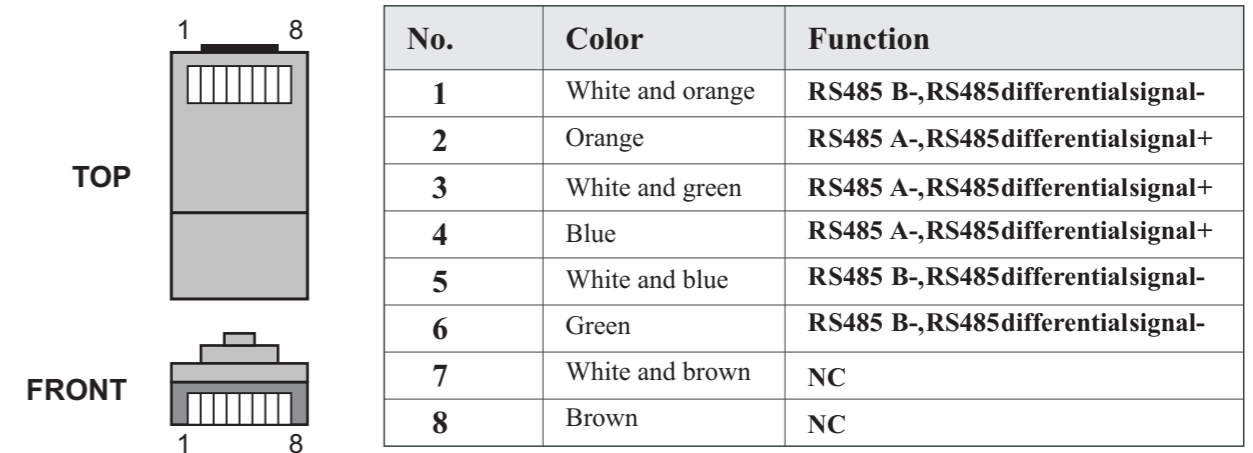 1 8
TOP
FRONT
1 8
No. Color Function
1 White and orange RS485 B-,RS485differentialsignal-
2 Orange RS485 A-,RS485differentialsignal+
3 White and green RS485 A-,RS485differentialsignal+
4 Blue RS485 A-,RS485differentialsignal+
5 White and blue RS485 B-,RS485differentialsignal-
6 Green RS485 B-,RS485differentialsignal-
7 White and brown NC
8 Brown NC